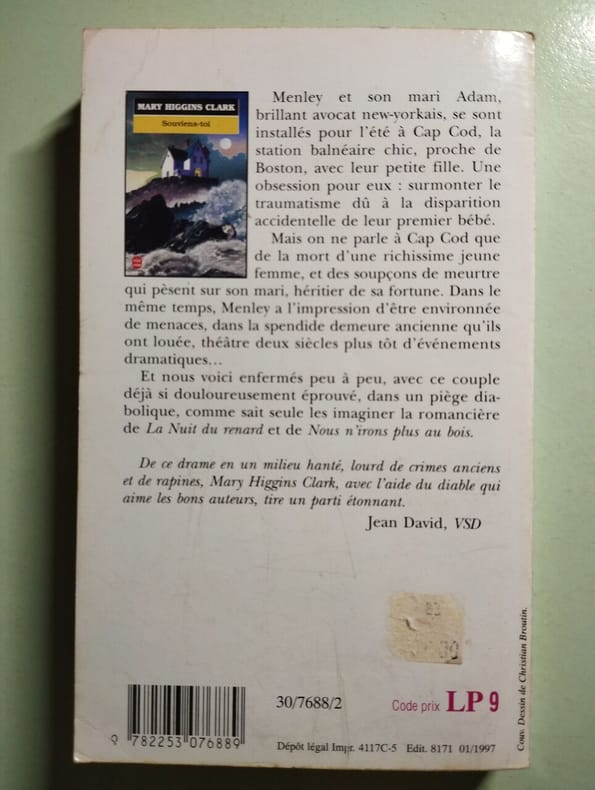 MARY HIGGINS CLARK
Souviens-toi
Menley et son mari Adam,
brillant avocat new-yorkais, se sont
installés pour l'été à Cap Cod, la
station balnéaire chic, proche de
Boston, avec leur petite fille. Une
obsession pour eux : surmonter le
traumatisme dû à la disparition
accidentelle de leur premier bébé.
Mais on ne parle à Cap Cod que
de la mort d'une richissime jeune
femme, et des soupçons de meurtre
qui pèsent sur son mari, héritier de sa fortune. Dans le
même temps, Menley a l'impression d'être environnée
de menaces, dans la spendide demeure ancienne qu'ils
ont louée, théâtre deux siècles plus tôt d'événements
dramatiques...
Et nous voici enfermés peu à peu, avec ce couple
déjà si douloureusement éprouvé, dans un piège dia-
bolique, comme sait seule les imaginer la romancière
de La Nuit du renard et de Nous n'irons plus au bois.
De ce drame en un milieu hanté, lourd de crimes anciens
et de rapines, Mary Higgins Clark, avec l'aide du diable qui
aime les bons auteurs, tire un parti étonnant.
Jean David, VSD
30/7688/2
Code prix LP 9
9 782253 076889
Dépôt légal Impr. 4117C-5 Edit. 8171 01/1997
Couv. Dessin de Christian Broutin.